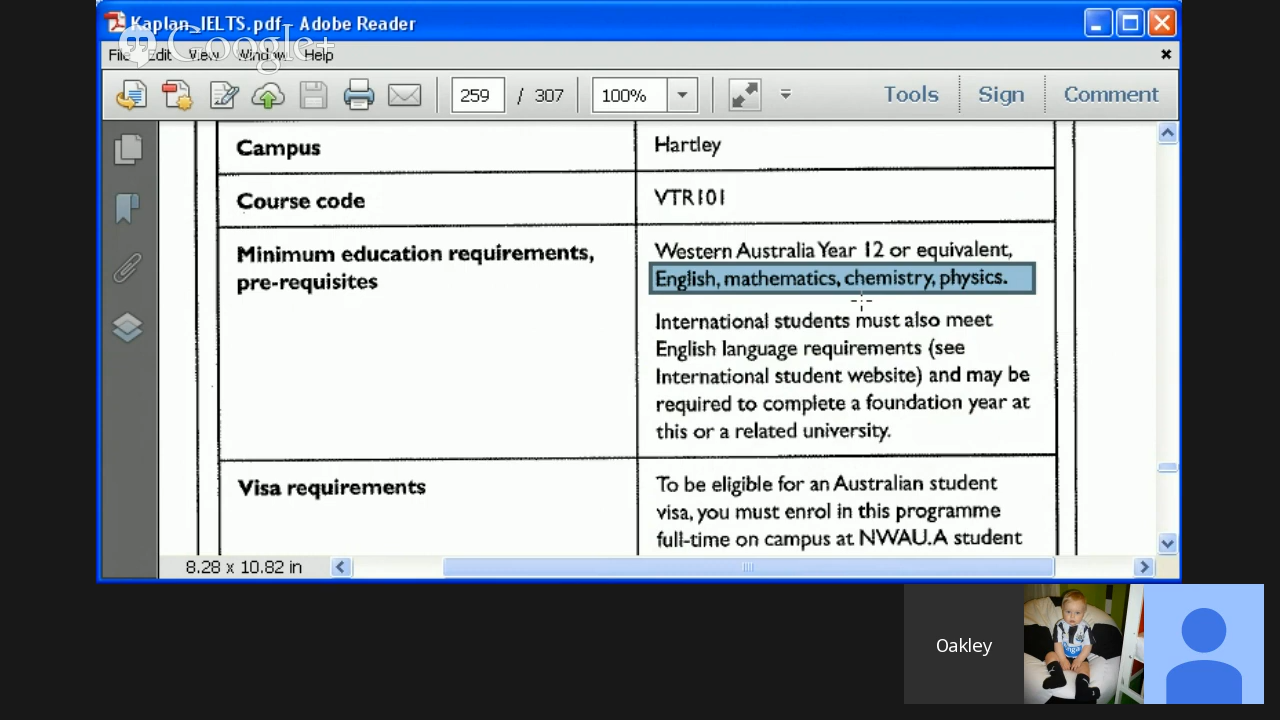 Kaplan_IELTS.pdf - Adobe Reader
Google+
File Edit View Window Help
259 / 307 100% Tools Sign Comment
Campus Hartley
Course code VTR101
Minimum education requirements,
pre-requisites
Western Australia Year 12 or equivalent,
English, mathematics, chemistry, physics.
International students must also meet
English language requirements (see
International student website) and may be
required to complete a foundation year at
this or a related university.
Visa requirements
To be eligible for an Australian student
visa, you must enrol in this programme
full-time on campus at NWAU.A student
8.28 x 10.82 in
Oakley